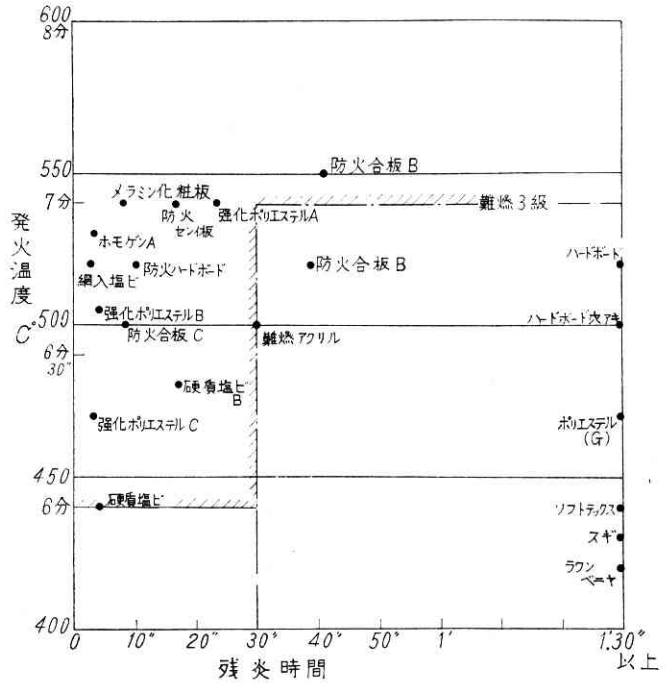 600
8分
防火合板 B
550
メラミン化粧板
7分
防火
センイ板
強化ポリエステルA
難燃3級
発火温度 C°
ホモゲンA
ハードボード
網入塩ビ
防火ハードボード
防火合板 B
強化ポリエステル B
500
防火合板 C
難燃アクリル
ハードボード穴アキ
6分
30"
硬質塩ビ
B
強化ポリエステル C
ポリエステル
(G)
450
6分
硬質塩ビ
ソフトテックス
スギ
ラワン
ベニヤ
400
0 10" 20" 30" 40" 50" 1' 1'.30"
以上
残炎時間